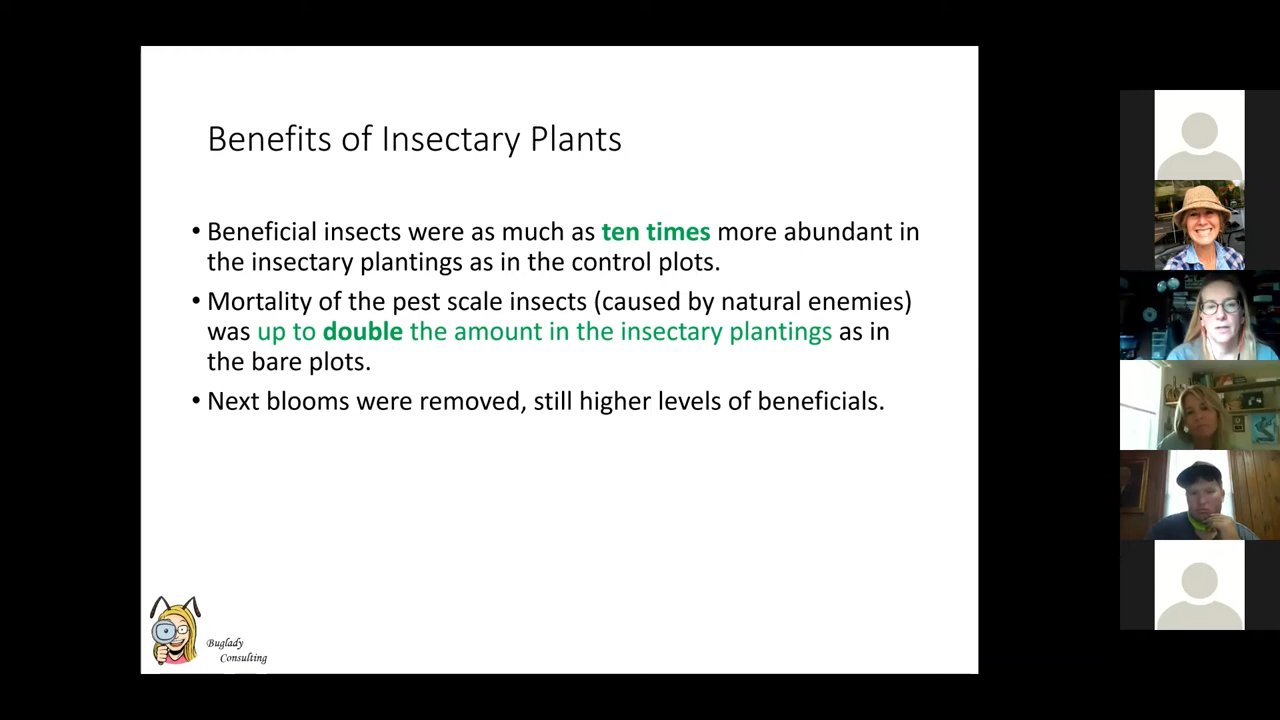 Benefits of Insectary Plants
• Beneficial insects were as much as ten times more abundant in
the insectary plantings as in the control plots.
• Mortality of the pest scale insects (caused by natural enemies)
was up to double the amount in the insectary plantings as in
the bare plots.
• Next blooms were removed, still higher levels of beneficials.
Buglady
Consulting